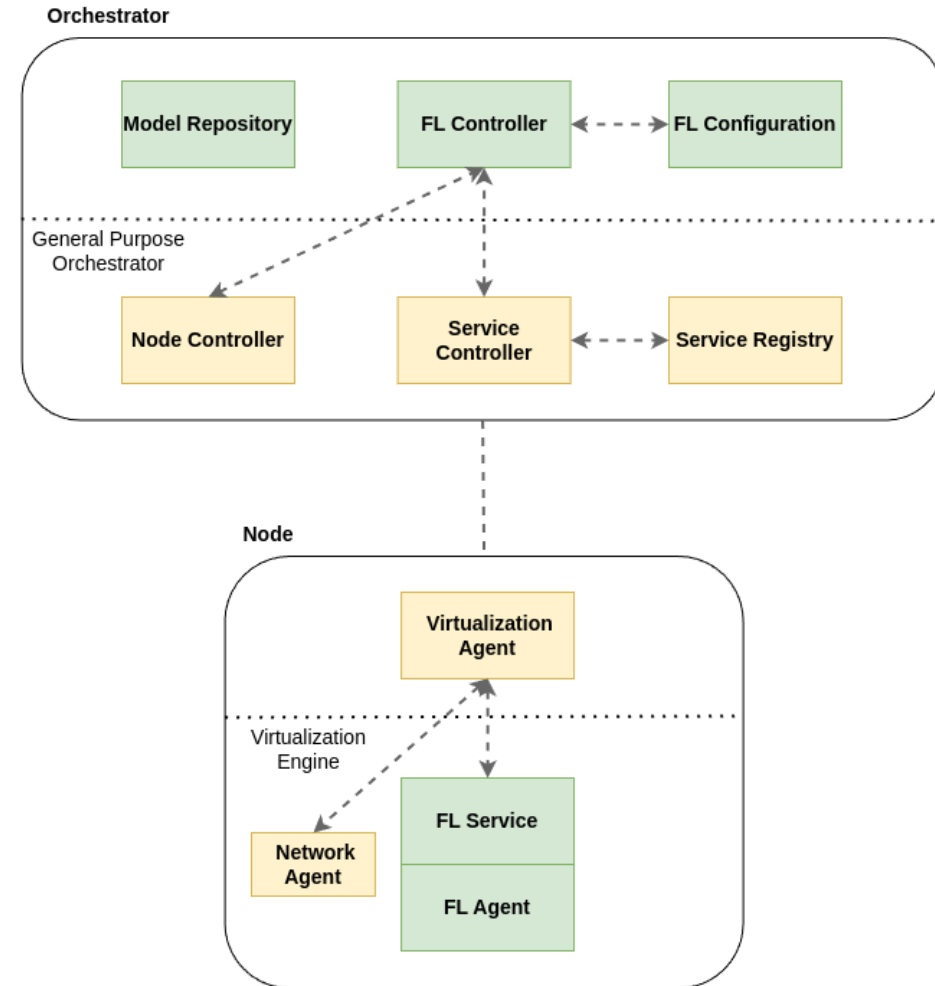 Orchestrator
Model Repository
FL Controller
FL Configuration
General Purpose
Orchestrator
Node Controller
Service
Controller
Service Registry
Node
Virtualization
Agent
Virtualization
Engine
FL Service
Network
Agent
FL Agent